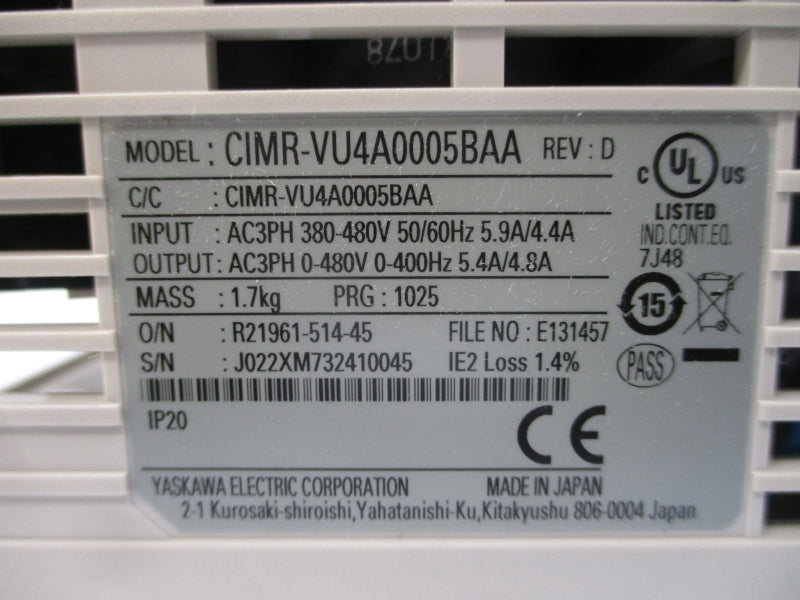 81078
MODEL : CIMR-VU4A0005BAA REV : D
C/C : CIMR-VU4A0005BAA
INPUT : AC3PH 380-480V 50/60Hz 5.9A/4.4A
OUTPUT : AC3PH 0-480V 0-400Hz 5.4A/4.8A
MASS : 1.7kg PRG : 1025
O/N : R21961-514-45 FILE NO : E131457
S/N : J022XM732410045 IE2 Loss 1.4%
IP20
CE
YASKAWA ELECTRIC CORPORATION MADE IN JAPAN
2-1 Kurosaki-shiroishi,Yahatanishi-Ku,Kitakyushu 806-0004 Japan
C UL US
LISTED
IND.CONT.EQ.
7J48
15
PASS